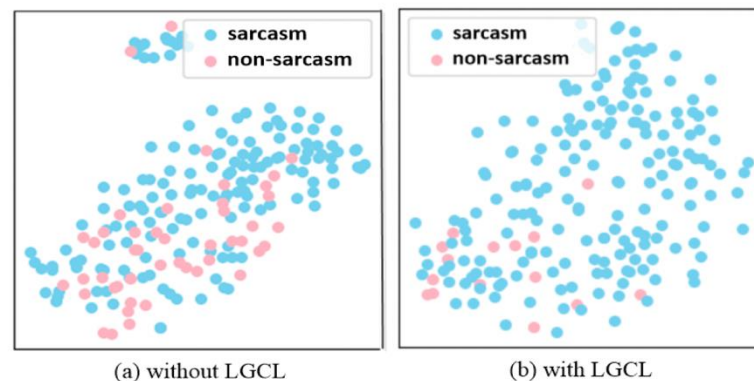 sarcasm
non-sarcasm
sarcasm
non-sarcasm
(a) without LGCL
(b) with LGCL